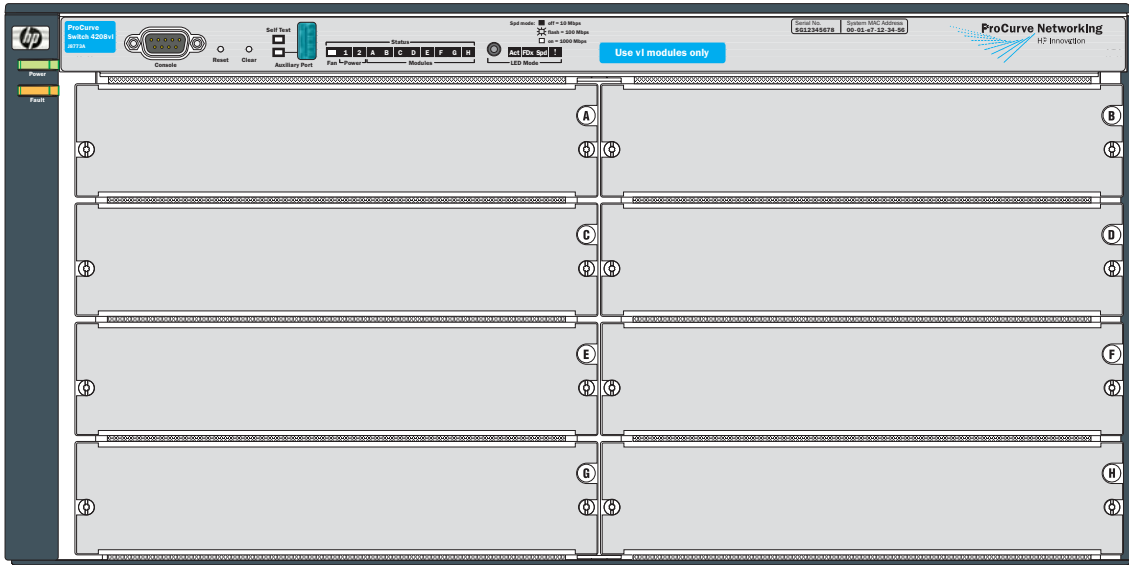 hp
ProCurve
Switch 4208vl
J8773A
Power
Fault
Console
Reset
Clear
Self Test
Auxiliary Port
Status
1 2 A B C D E F G H
Fan Power Modules
Spd mode: off = 10 Mbps
flash = 100 Mbps
on = 1000 Mbps
Act FDx Spd !
LED Mode
Use vl modules only
Serial No. System MAC Address
SG12345678 00-01-e7-12-34-56
ProCurve Networking
HP Innovation
A
B
C
D
E
F
G
H